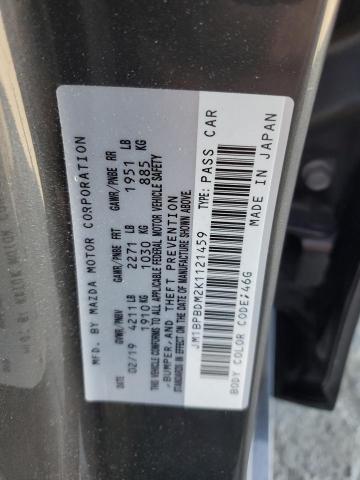 MFD. BY MAZDA MOTOR CORPORATION
GVWR/PNBV GAWR/PNBE FRT GAWR/PNBE RR
02/19 4211 LB 2271 LB 1951 LB
1910 KG 1030 KG 885 KG
THIS VEHICLE CONFORMS TO ALL APPLICABLE FEDERAL MOTOR VEHICLE SAFETY
BUMPER, AND THEFT PREVENTION
STANDARDS IN EFFECT ON THE DATE OF MANUFACTURE SHOWN ABOVE.
JM1BPBDM2K1121459 TYPE: PASS CAR
BODY COLOR CODE: 46G MADE IN JAPAN